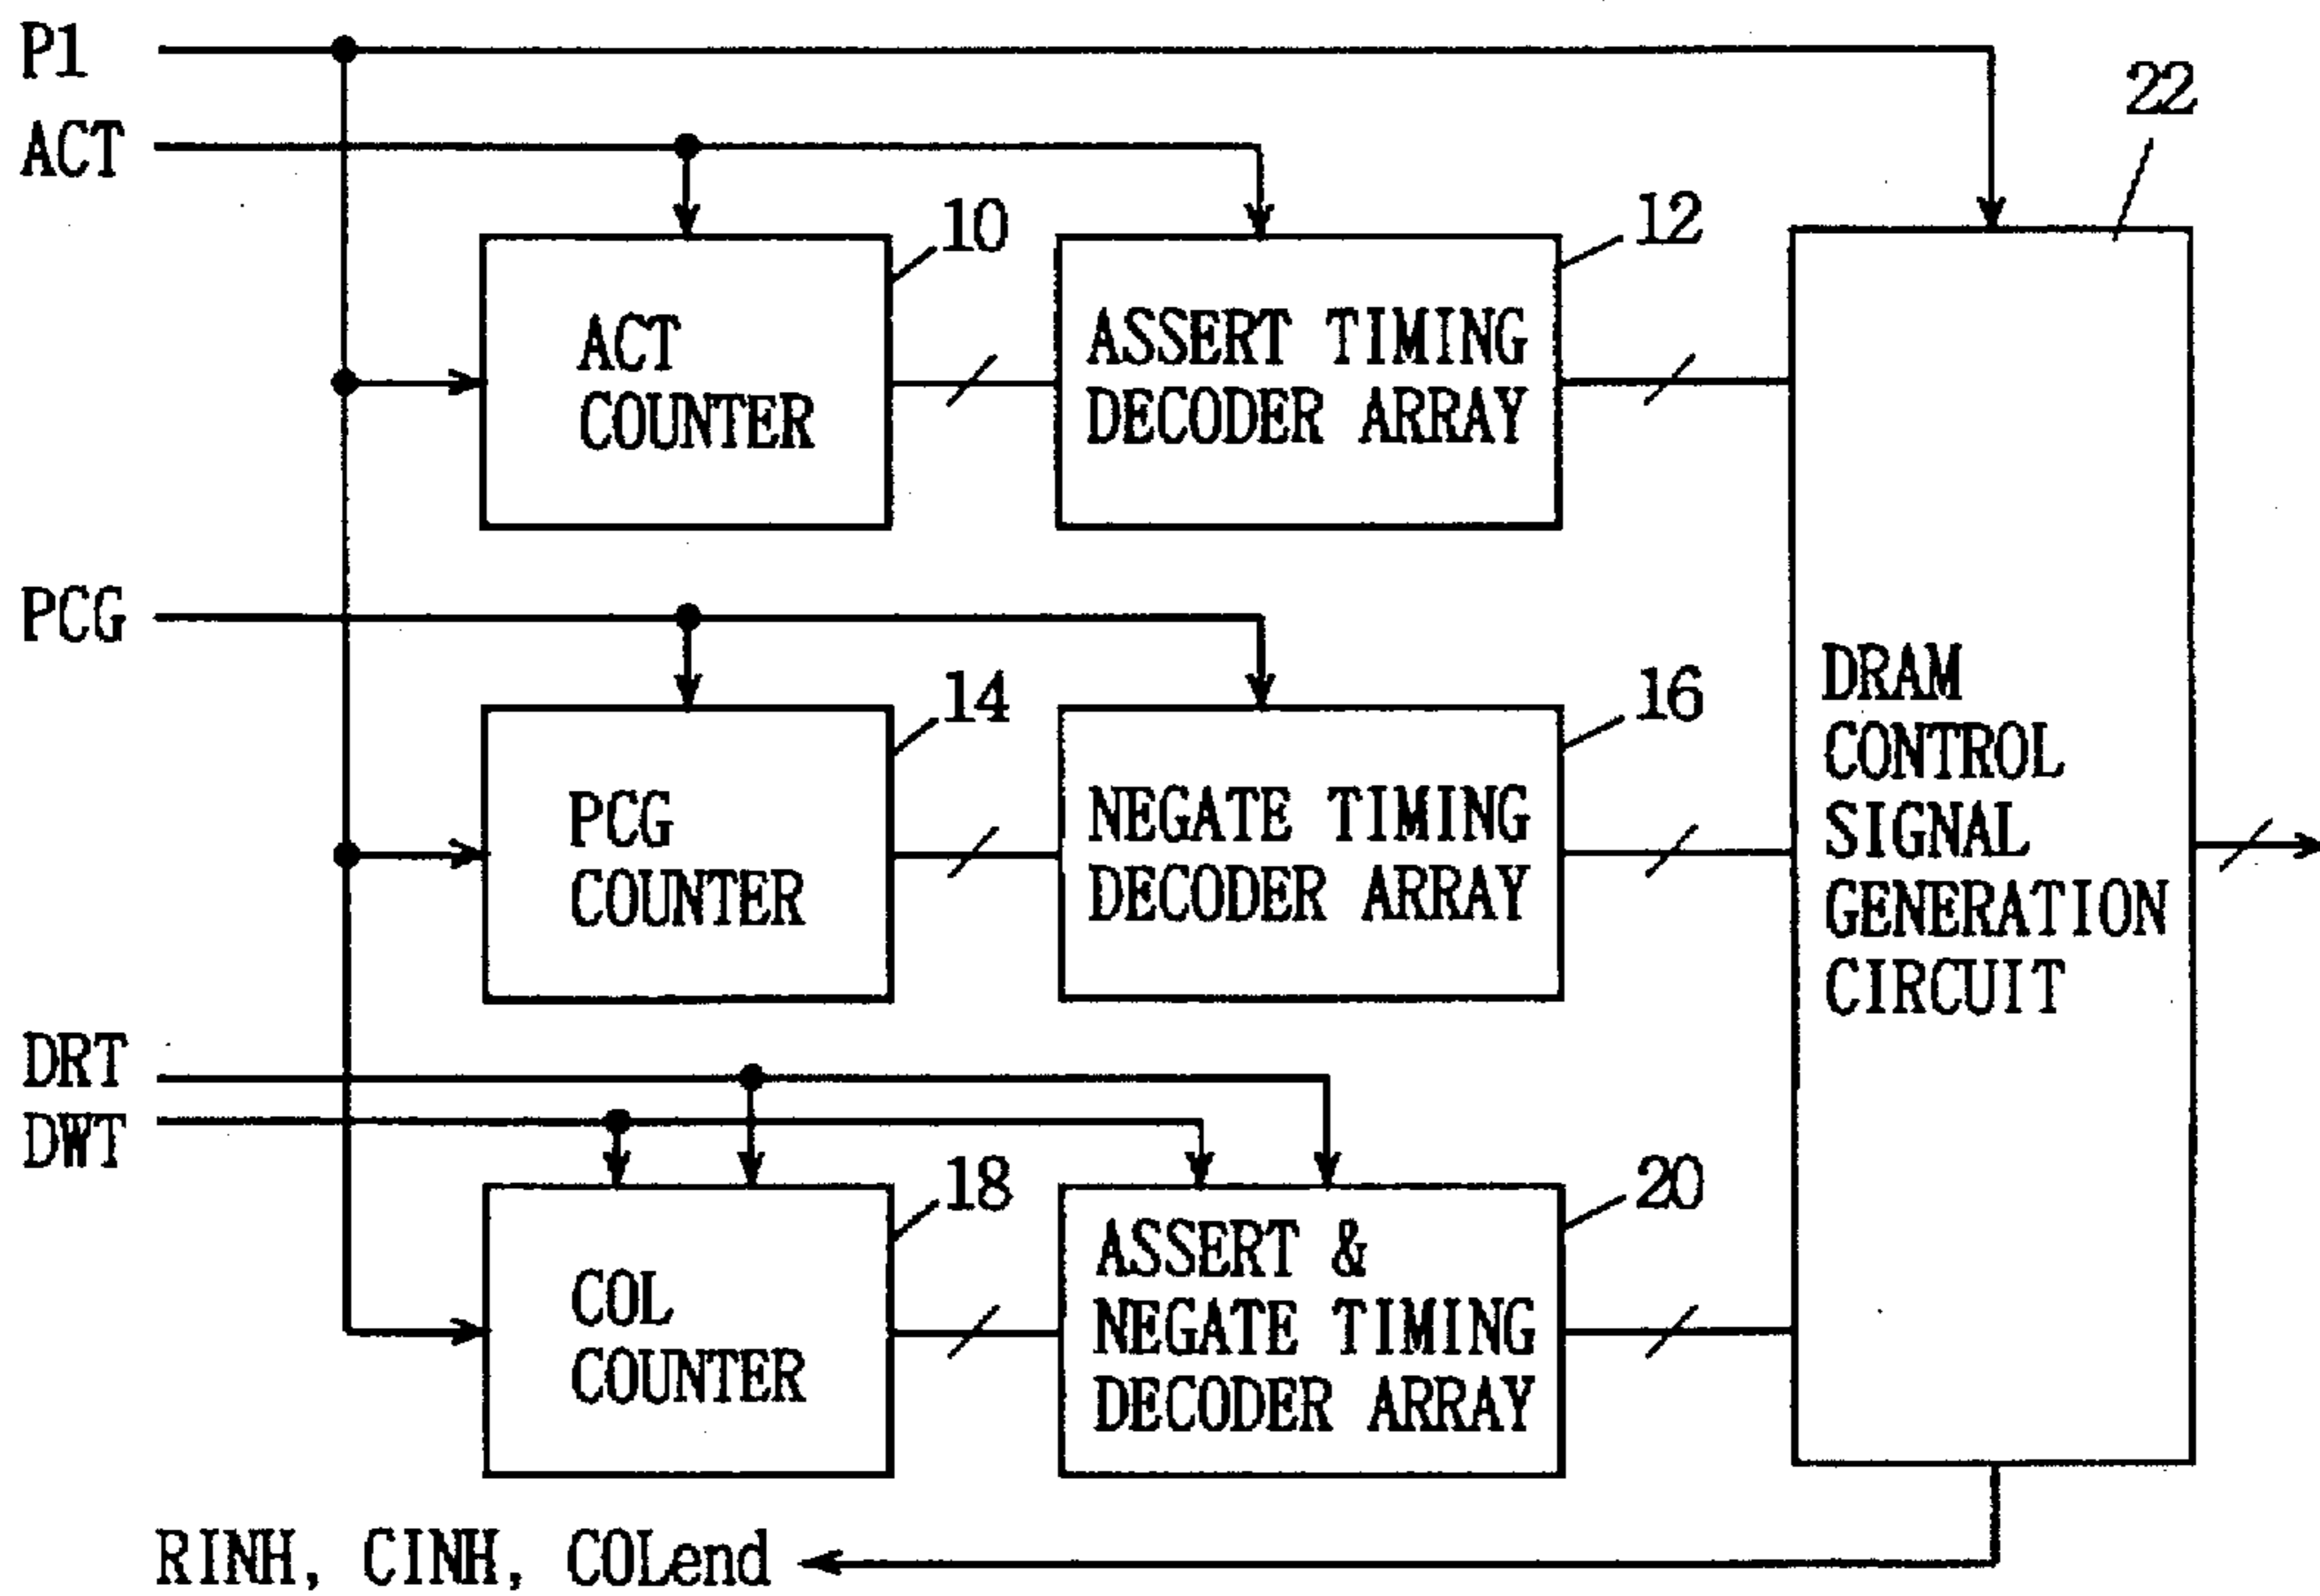 P1
22
ACT
10
12
ACT
COUNTER
ASSERT TIMING
DECODER ARRAY
PCG
14
16
PCG
COUNTER
NEGATE TIMING
DECODER ARRAY
DRAM
CONTROL
SIGNAL
GENERATION
CIRCUIT
DRT
DWT
18
20
COL
COUNTER
ASSERT &
NEGATE TIMING
DECODER ARRAY
RINH, CINH, COLend